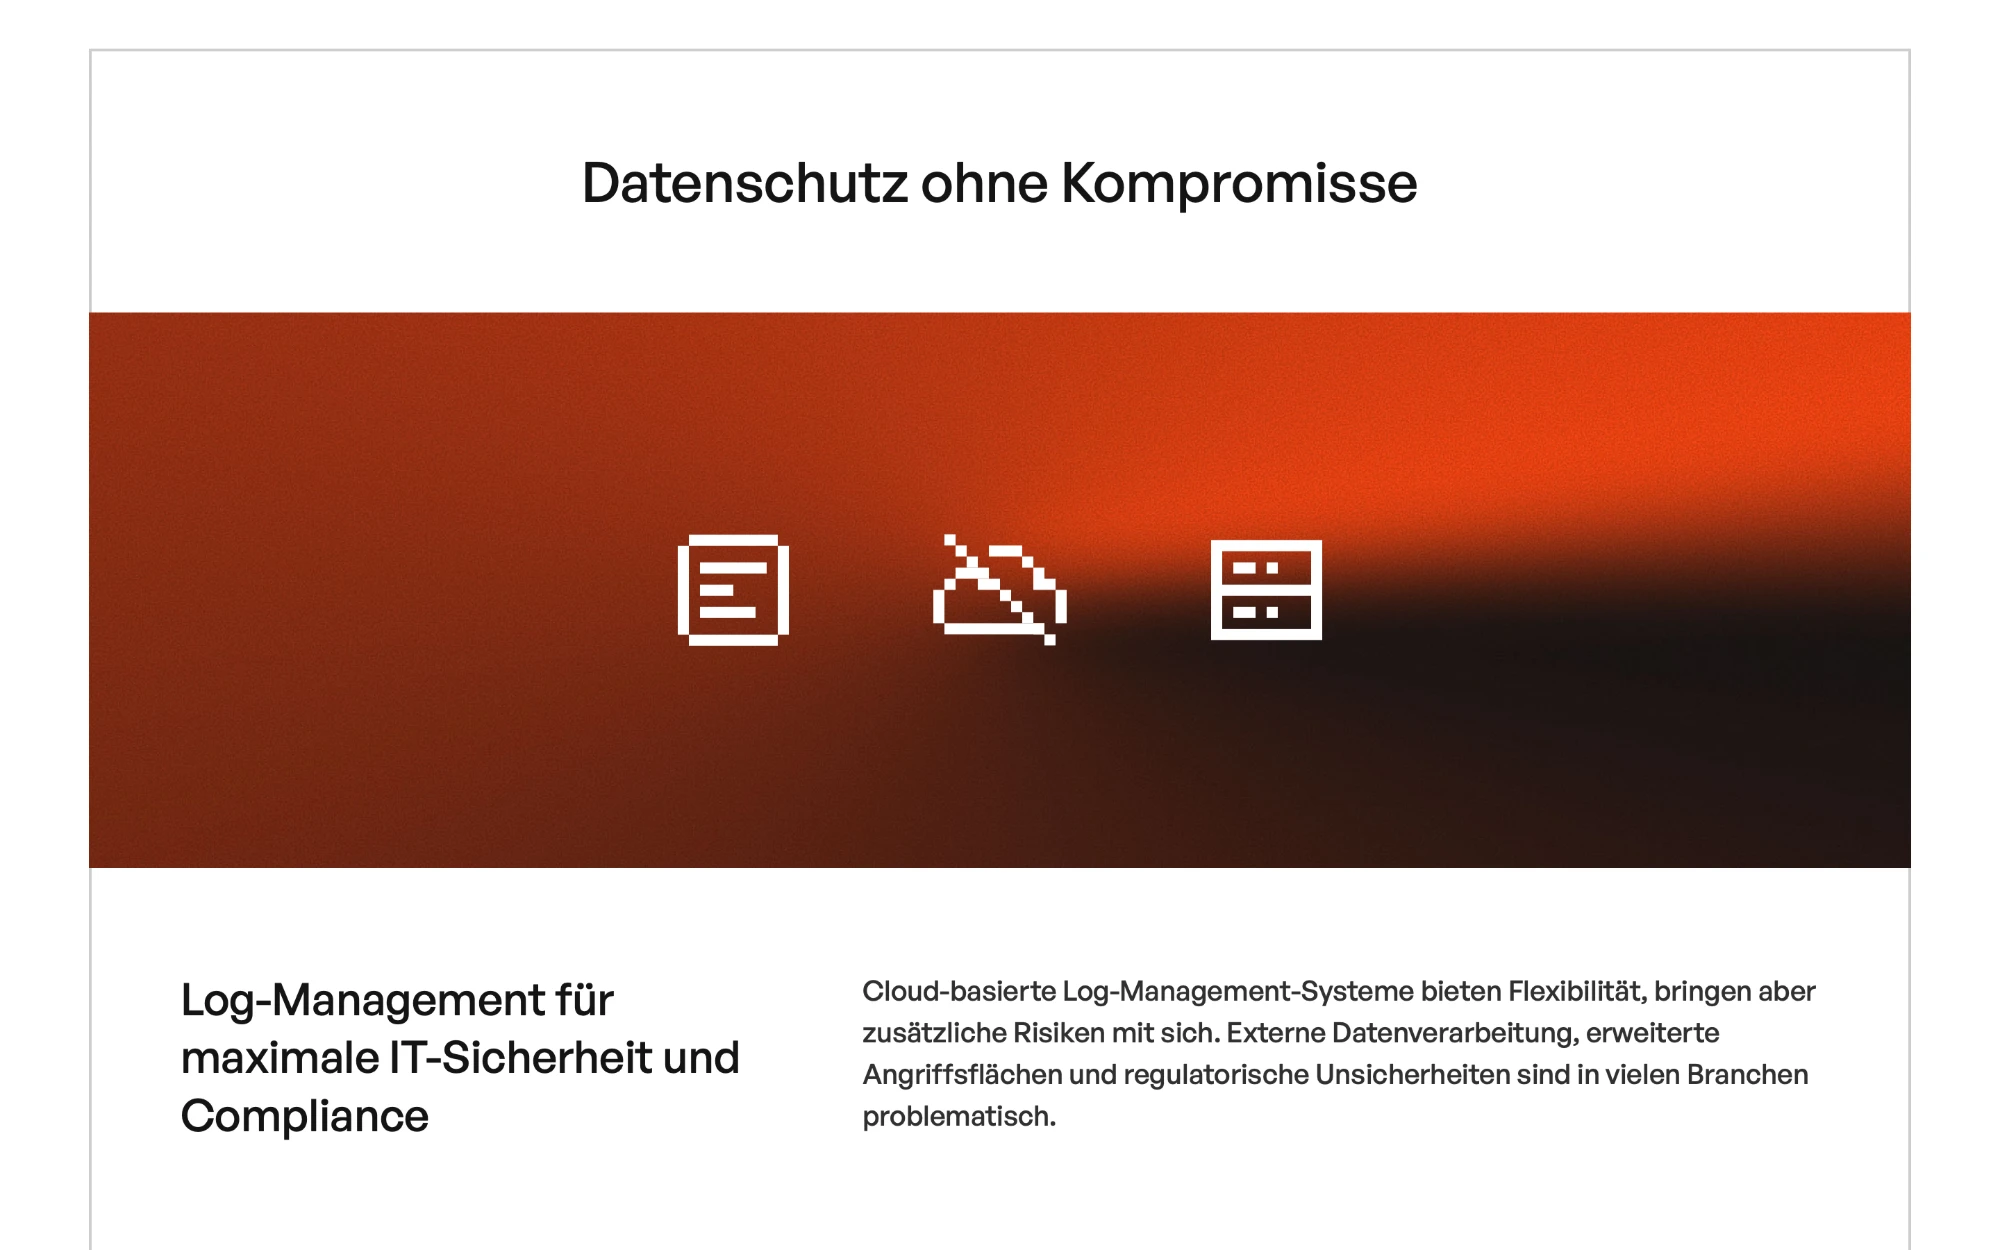 Datenschutz ohne Kompromisse
Log-Management für
maximale IT-Sicherheit und
Compliance
Cloud-basierte Log-Management-Systeme bieten Flexibilität, bringen aber
zusätzliche Risiken mit sich. Externe Datenverarbeitung, erweiterte
Angriffsflächen und regulatorische Unsicherheiten sind in vielen Branchen
problematisch.